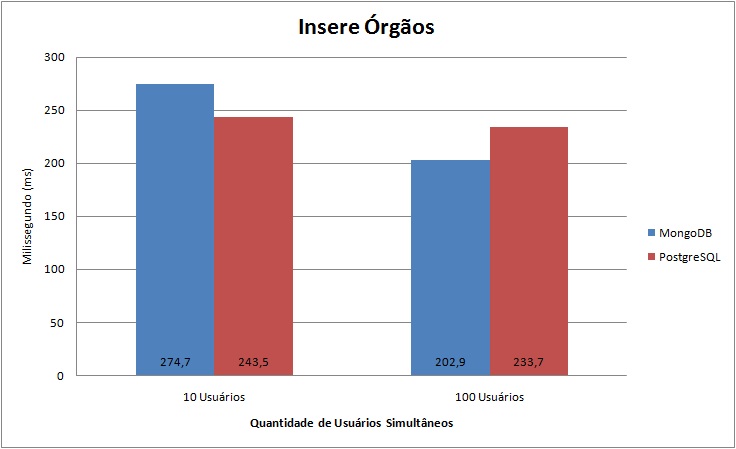 Insere Órgãos
300
250
200
150
100
50
0
Milissegundo (ms)
274,7 243,5 202,9 233,7
10 Usuários 100 Usuários
Quantidade de Usuários Simultâneos
MongoDB
PostgreSQL